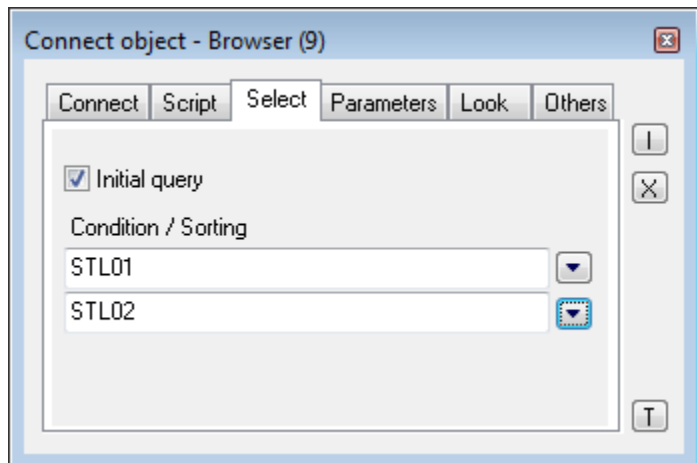 Connect object - Browser (9)
Connect Script Select Parameters Look Others
I
Initial query
X
Condition / Sorting
STL01
STL02
T